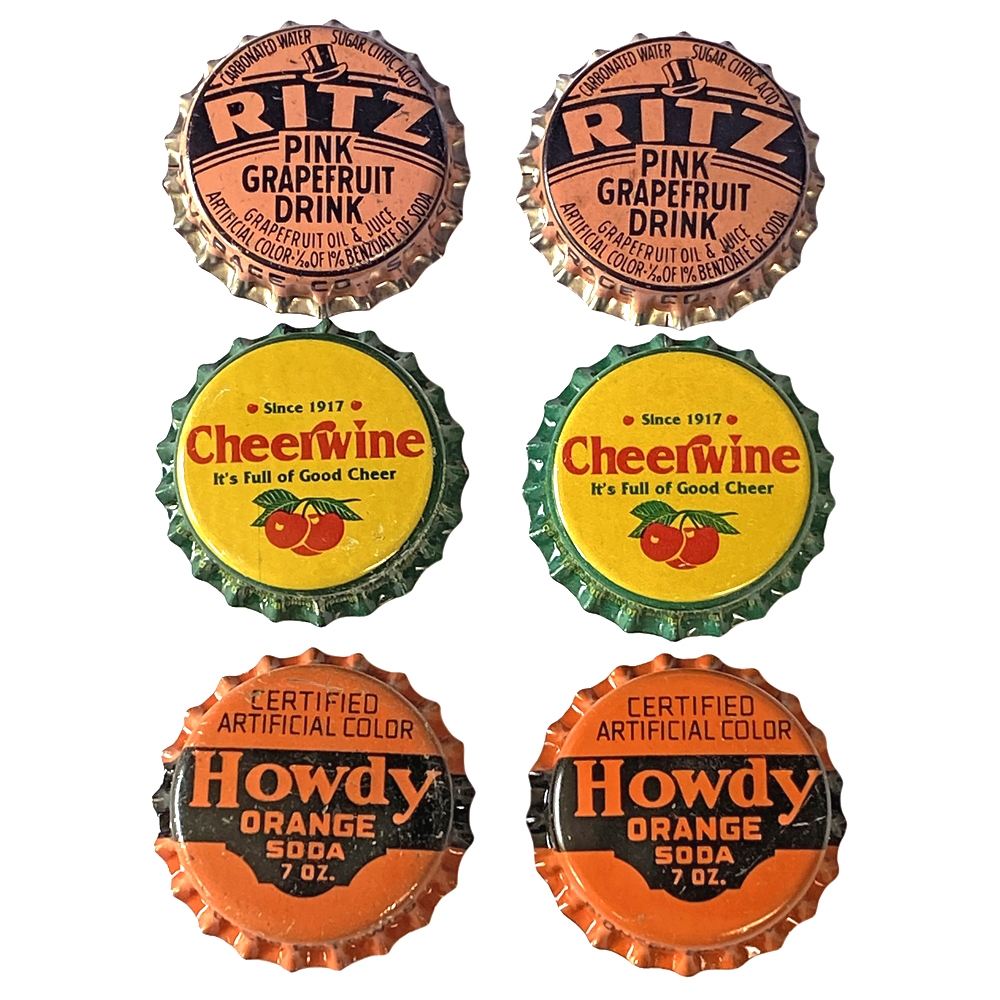 CARBONATED WATER SUGAR, CITRIC ACID
RITZ
PINK
GRAPEFRUIT
DRINK
GRAPEFRUIT OIL & JUICE
ARTIFICIAL COLOR-1/20 OF 1% BENZOATE OF SODA
CARBONATED WATER SUGAR, CITRIC ACID
RITZ
PINK
GRAPEFRUIT
DRINK
GRAPEFRUIT OIL & JUICE
ARTIFICIAL COLOR-1/20 OF 1% BENZOATE OF SODA
Since 1917
Cheerwine
It's Full of Good Cheer
Since 1917
Cheerwine
It's Full of Good Cheer
CERTIFIED
ARTIFICIAL COLOR
Howdy
ORANGE
SODA
7 OZ.
CERTIFIED
ARTIFICIAL COLOR
Howdy
ORANGE
SODA
7 OZ.